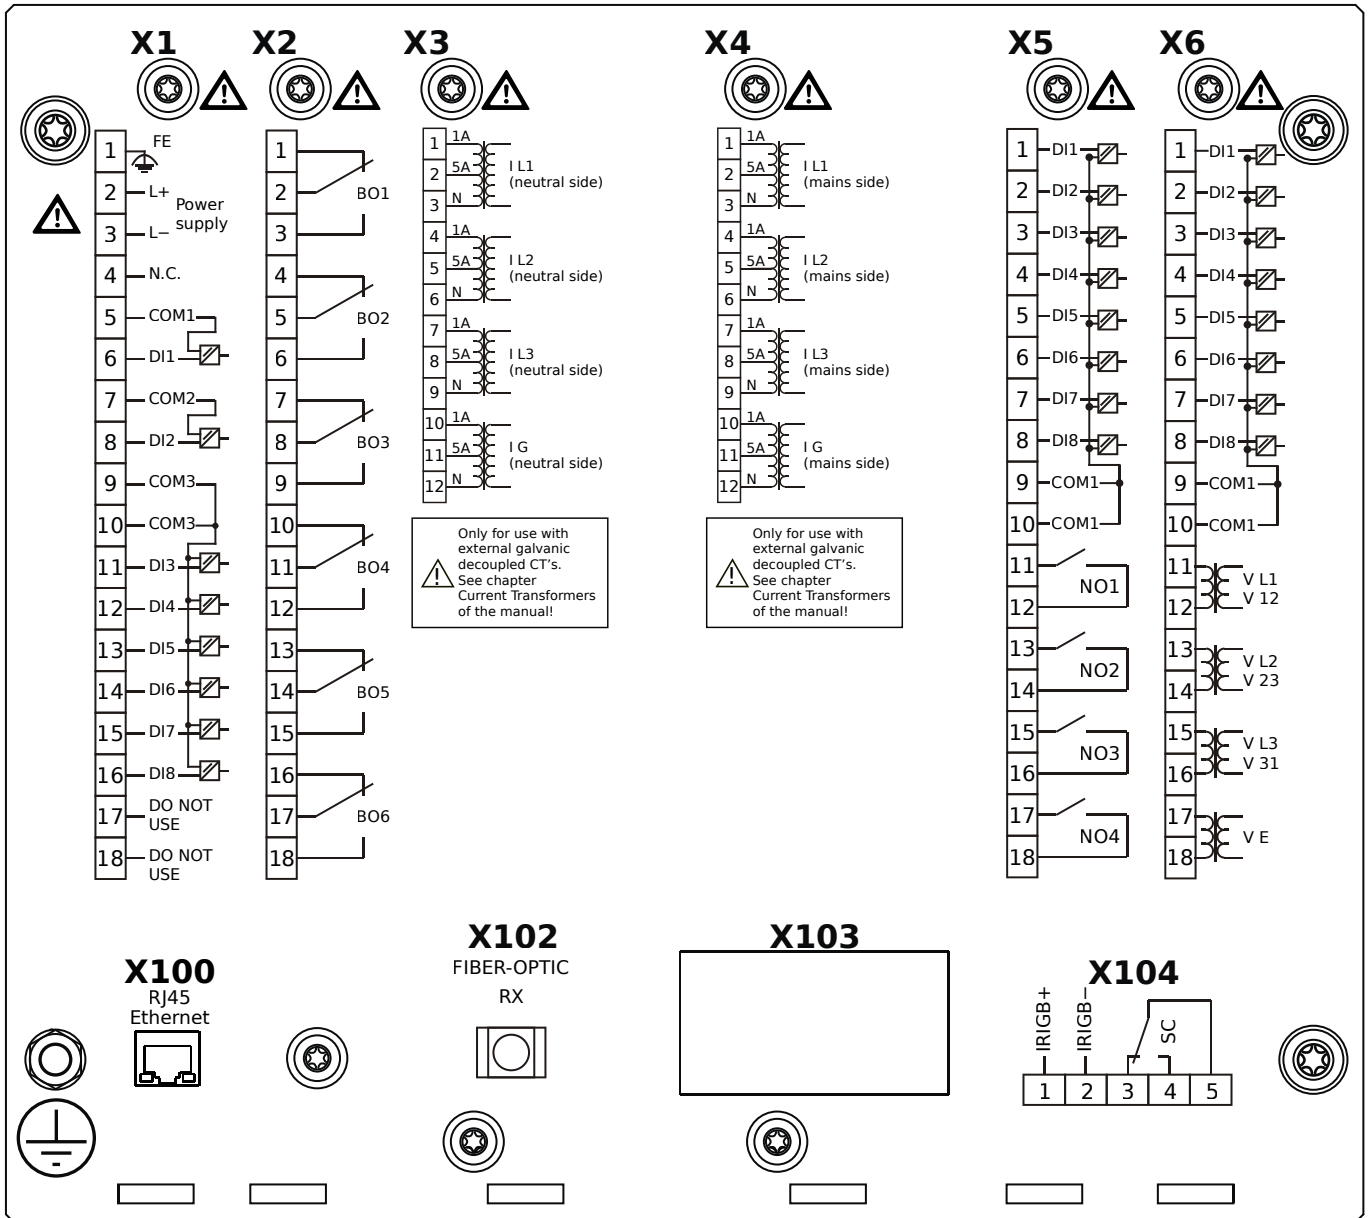 X1
X2
X3
X4
X5
X6
1 FE
2 L+
Power
supply
3 L−
4 N.C.
5 COM1
6 DI1
7 COM2
8 DI2
9 COM3
10 COM3
11 DI3
12 DI4
13 DI5
14 DI6
15 DI7
16 DI8
17 DO NOT
USE
18 DO NOT
USE
1
2 BO1
3
4
5 BO2
6
7
8 BO3
9
10
11 BO4
12
13
14 BO5
15
16
17 BO6
18
1 1A
2 5A
3 N
I L1
(neutral side)
4 1A
5 5A
6 N
I L2
(neutral side)
7 1A
8 5A
9 N
I L3
(neutral side)
10 1A
11 5A
12 N
I G
(neutral side)
Only for use with
external galvanic
decoupled CT's.
See chapter
Current Transformers
of the manual!
1 1A
2 5A
3 N
I L1
(mains side)
4 1A
5 5A
6 N
I L2
(mains side)
7 1A
8 5A
9 N
I L3
(mains side)
10 1A
11 5A
12 N
I G
(mains side)
Only for use with
external galvanic
decoupled CT's.
See chapter
Current Transformers
of the manual!
1 DI1
2 DI2
3 DI3
4 DI4
5 DI5
6 DI6
7 DI7
8 DI8
9 COM1
10 COM1
11
NO1
12
13
NO2
14
15
NO3
16
17
NO4
18
1 DI1
2 DI2
3 DI3
4 DI4
5 DI5
6 DI6
7 DI7
8 DI8
9 COM1
10 COM1
11 V L1
12 V 12
13 V L2
14 V 23
15 V L3
16 V 31
17
V E
18
X100
RJ45
Ethernet
X102
FIBER-OPTIC
RX
X103
X104
IRIGB+
IRIGB−
SC
1 2 3 4 5